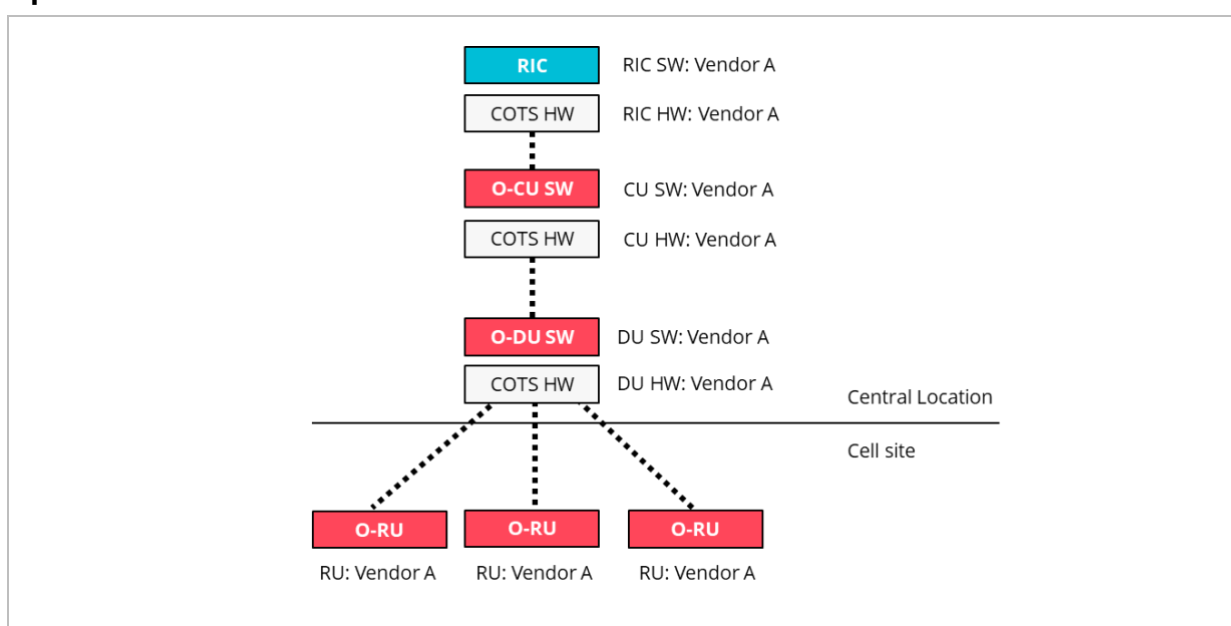 RIC RIC SW: Vendor A
COTS HW RIC HW: Vendor A
O-CU SW CU SW: Vendor A
COTS HW CU HW: Vendor A
O-DU SW DU SW: Vendor A
COTS HW DU HW: Vendor A
Central Location
Cell site
O-RU O-RU O-RU
RU: Vendor A RU: Vendor A RU: Vendor A